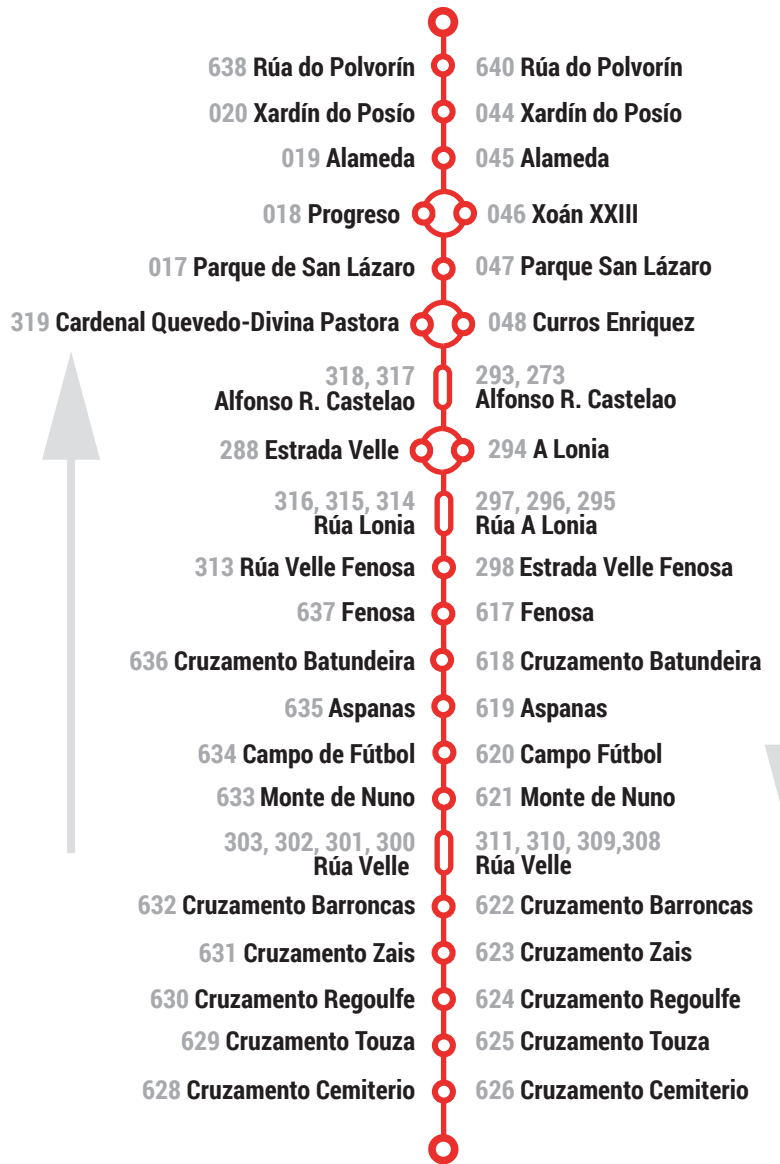 638 Rúa do Polvorín
640 Rúa do Polvorín
020 Xardín do Posío
044 Xardín do Posío
019 Alameda
045 Alameda
018 Progreso
046 Xoán XXIII
017 Parque de San Lázaro
047 Parque San Lázaro
319 Cardenal Quevedo-Divina Pastora
048 Curros Enriquez
318, 317
Alfonso R. Castelao
293, 273
Alfonso R. Castelao
288 Estrada Velle
294 A Lonia
316, 315, 314
Rúa Lonia
297, 296, 295
Rúa A Lonia
313 Rúa Velle Fenosa
298 Estrada Velle Fenosa
637 Fenosa
617 Fenosa
636 Cruzamento Batundeira
618 Cruzamento Batundeira
635 Aspanas
619 Aspanas
634 Campo de Fútbol
620 Campo Fútbol
633 Monte de Nuno
621 Monte de Nuno
303, 302, 301, 300
Rúa Velle
311, 310, 309,308
Rúa Velle
632 Cruzamento Barroncas
622 Cruzamento Barroncas
631 Cruzamento Zais
623 Cruzamento Zais
630 Cruzamento Regoulfe
624 Cruzamento Regoulfe
629 Cruzamento Touza
625 Cruzamento Touza
628 Cruzamento Cemiterio
626 Cruzamento Cemiterio